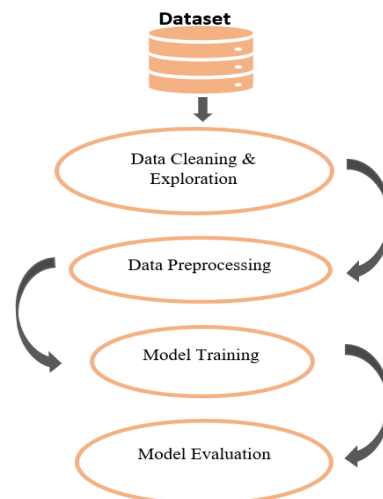 Dataset
Data Cleaning &
Exploration
Data Preprocessing
Model Training
Model Evaluation